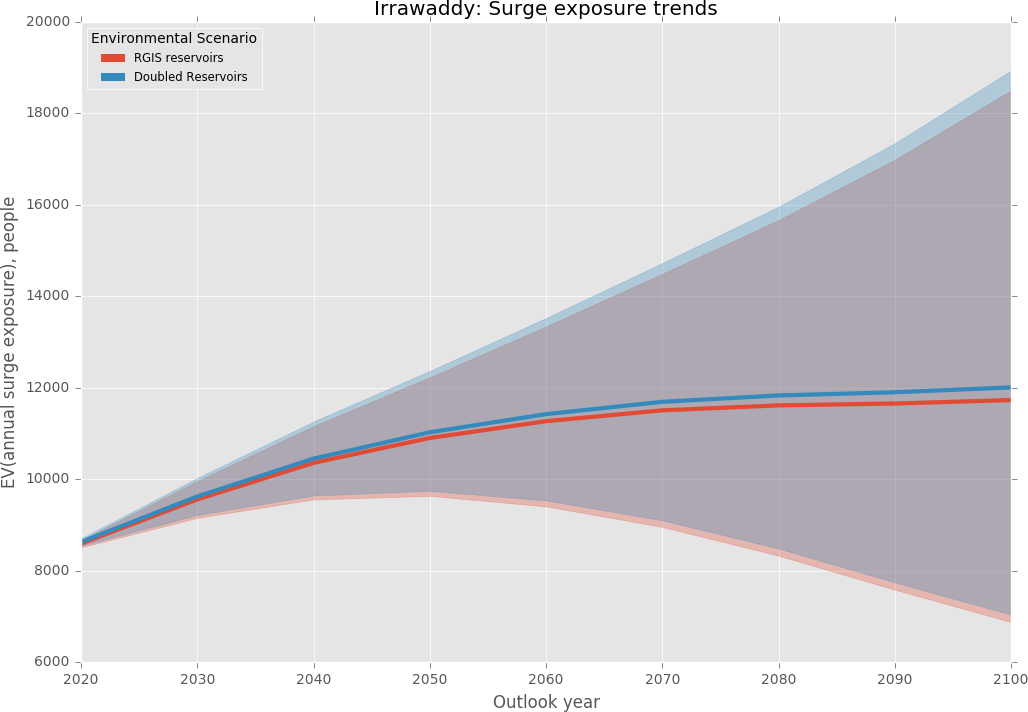 Irrawaddy: Surge exposure trends
20000
18000
16000
14000
12000
10000
8000
6000
EV(annual surge exposure), people
Environmental Scenario
RGIS reservoirs
Doubled Reservoirs
2020 2030 2040 2050 2060 2070 2080 2090 2100
Outlook year